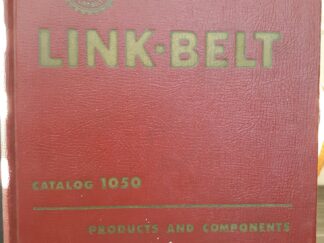 LINK-BELT
CATALOG 1050
PRODUCTS AND COMPONENTS